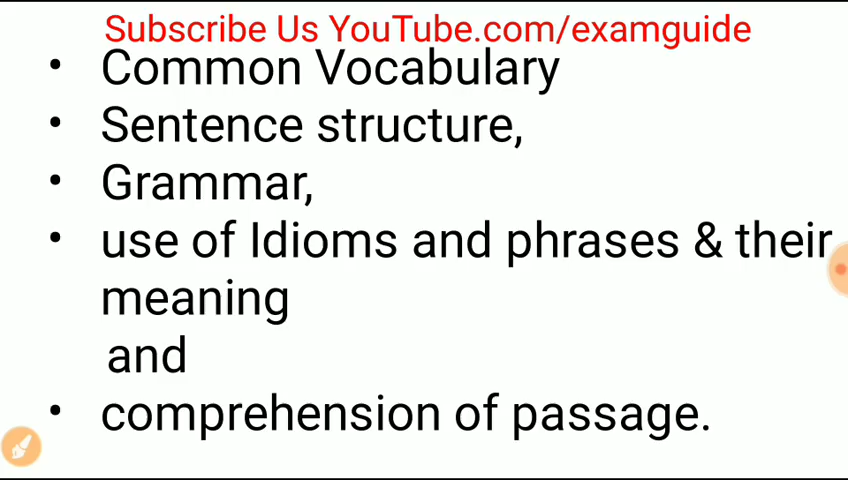 Subscribe Us YouTube.com/examguide
• Common Vocabulary
• Sentence structure,
• Grammar,
• use of Idioms and phrases & their
meaning
and
• comprehension of passage.